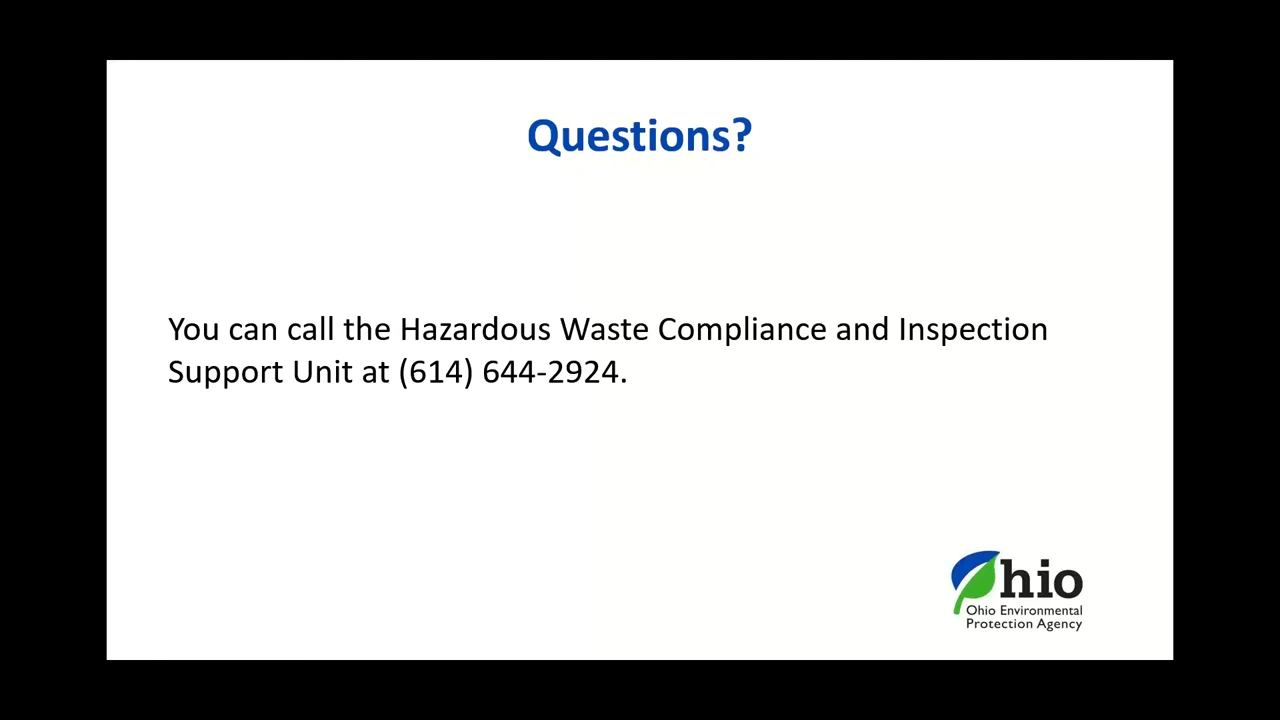 Questions?
You can call the Hazardous Waste Compliance and Inspection
Support Unit at (614) 644-2924.
Ohio
Ohio Environmental
Protection Agency